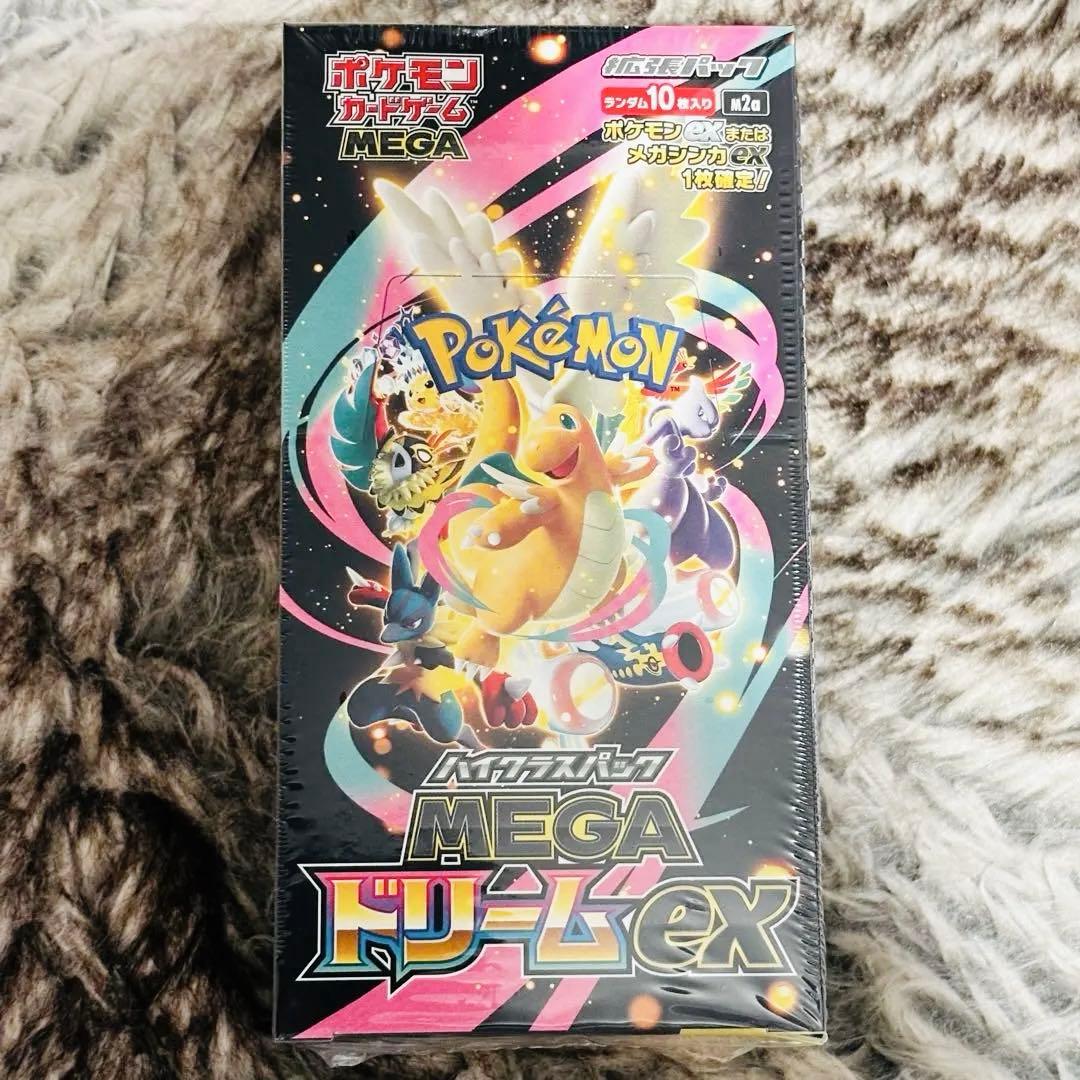 ポケモン
カードゲーム™
MEGA
拡張パック
ランダム10枚入り M2a
ポケモンexまたは
メガシンカex
1枚確定!
POKéMON™
ハイクラスパック
MEGA
ドリームex